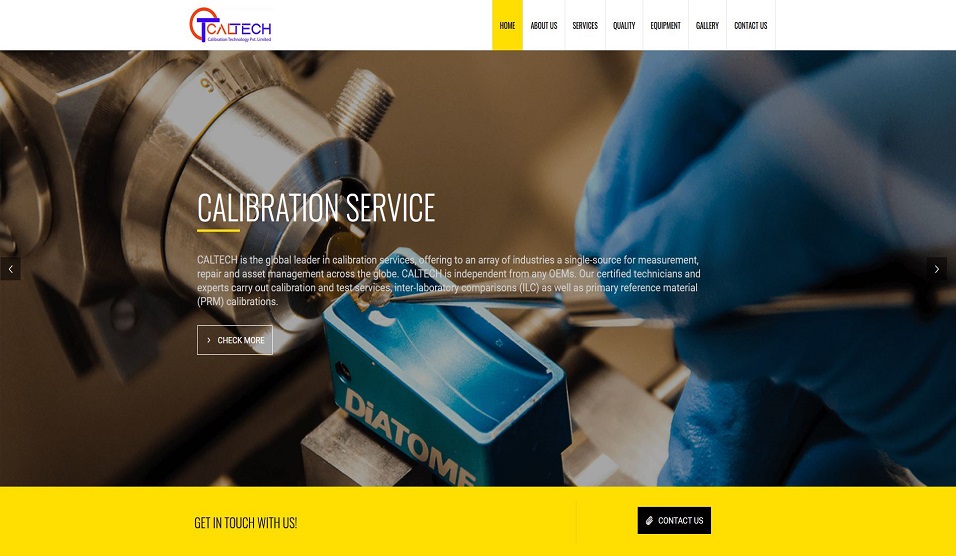 CALTECH
Calibration Technology Pvt. Limited
HOME
ABOUT US
SERVICES
QUALITY
EQUIPMENT
GALLERY
CONTACT US
CALIBRATION SERVICE
CALTECH is the global leader in calibration services, offering to an array of industries a single-source for measurement,
repair and asset management across the globe. CALTECH is independent from any OEMs. Our certified technicians and
experts carry out calibration and test services, inter-laboratory comparisons (ILC) as well as primary reference material
(PRM) calibrations.
CHECK MORE
DiATOME
GET IN TOUCH WITH US!
CONTACT US